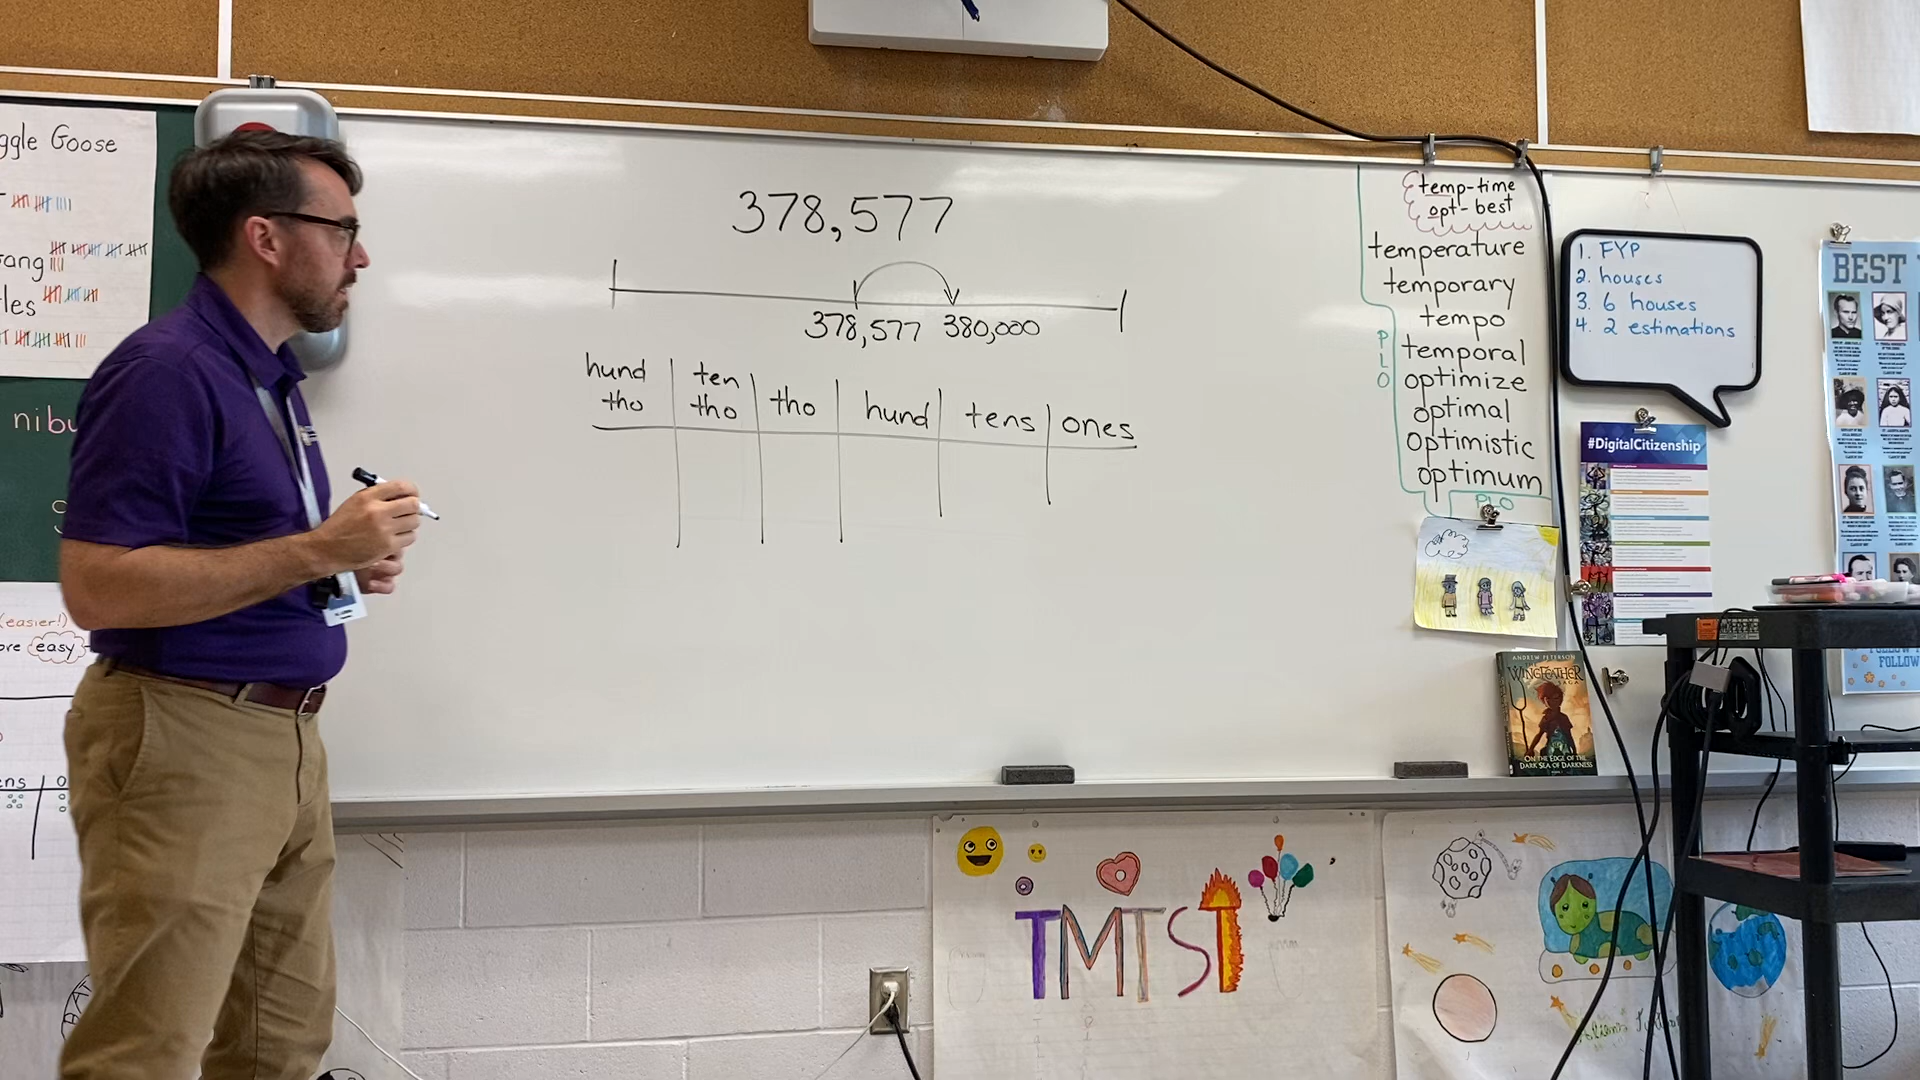 ggle Goose
ang
les
nibu
(easier!)
ore easy
ens
378,577
378,577 380,000
hund tho
ten tho
tho
hund
tens
ones
temp-time
opt-best
temperature
temporary
tempo
temporal
optimize
optimal
optimistic
optimum
PLO
PLO
1. FYP
2. houses
3. 6 houses
4. 2 estimations
#DigitalCitizenship
BEST
FOLLOW
ANDREW PETERSON
WINGFEATHER
SAGA
ON THE EDGE OF THE
DARK SEA OF DARKNESS
TMTST